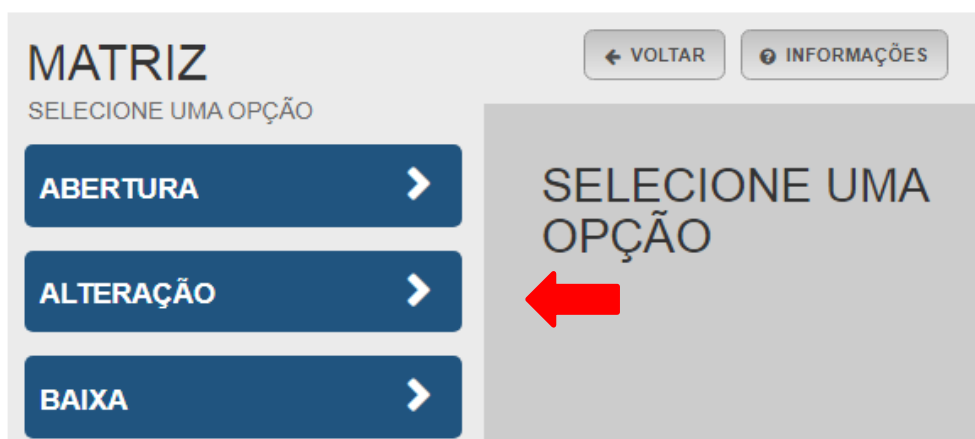 MATRIZ
SELECIONE UMA OPÇÃO
ABERTURA
ALTERAÇÃO
BAIXA
VOLTAR
INFORMAÇÕES
SELECIONE UMA
OPÇÃO